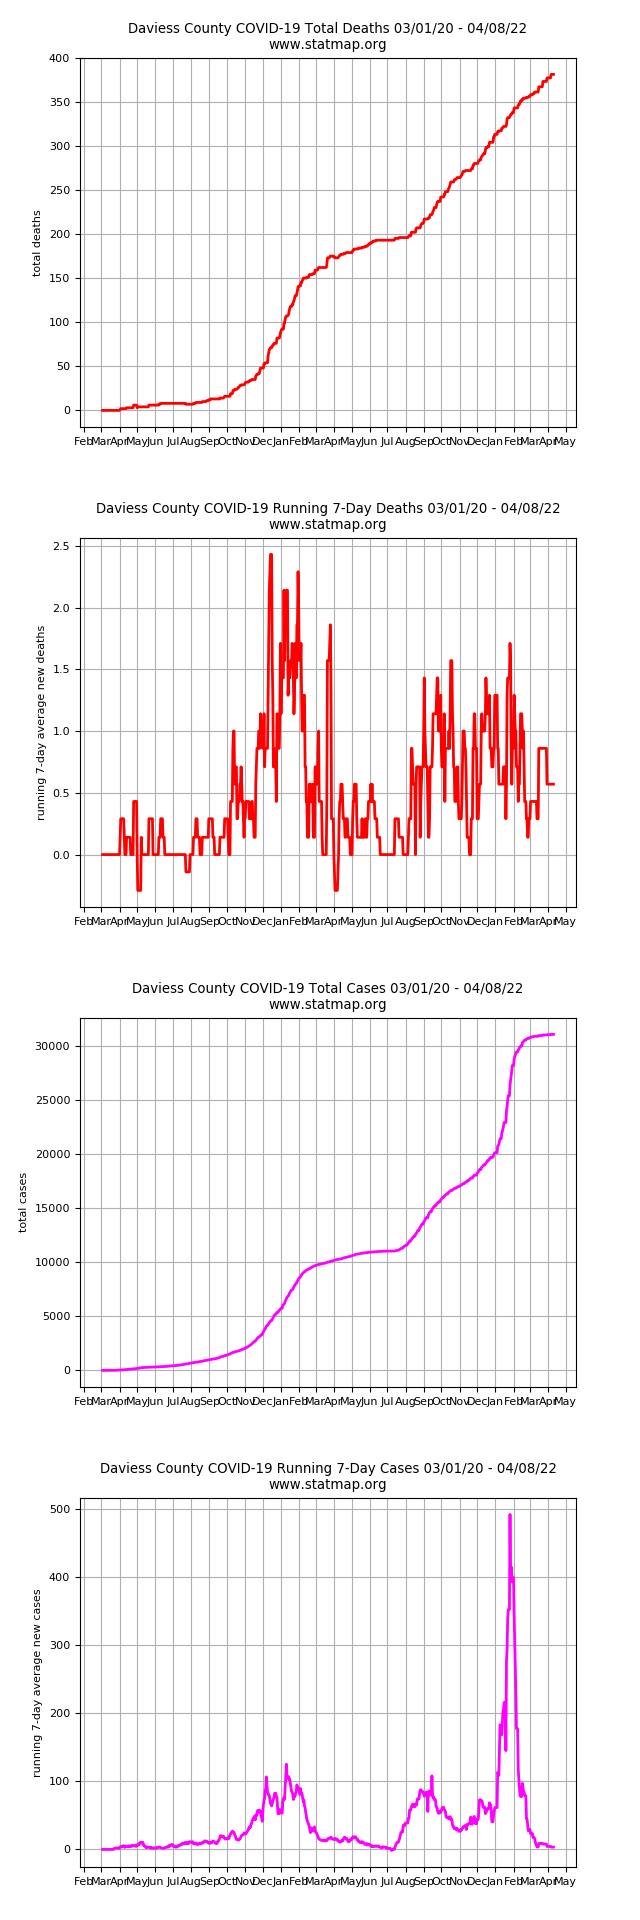 Daviess County COVID-19 Total Deaths 03/01/20 - 04/08/22
www.statmap.org
400
350
300
250
200
150
100
50
0
total deaths
Feb Mar Apr May Jun Jul Aug Sep Oct Nov Dec Jan Feb Mar Apr May Jun Jul Aug Sep Oct Nov Dec Jan Feb Mar Apr May
Daviess County COVID-19 Running 7-Day Deaths 03/01/20 - 04/08/22
www.statmap.org
2.5
2.0
1.5
1.0
0.5
0.0
running 7-day average new deaths
Feb Mar Apr May Jun Jul Aug Sep Oct Nov Dec Jan Feb Mar Apr May Jun Jul Aug Sep Oct Nov Dec Jan Feb Mar Apr May
Daviess County COVID-19 Total Cases 03/01/20 - 04/08/22
www.statmap.org
30000
25000
20000
15000
10000
5000
0
total cases
Feb Mar Apr May Jun Jul Aug Sep Oct Nov Dec Jan Feb Mar Apr May Jun Jul Aug Sep Oct Nov Dec Jan Feb Mar Apr May
Daviess County COVID-19 Running 7-Day Cases 03/01/20 - 04/08/22
www.statmap.org
500
400
300
200
100
0
running 7-day average new cases
Feb Mar Apr May Jun Jul Aug Sep Oct Nov Dec Jan Feb Mar Apr May Jun Jul Aug Sep Oct Nov Dec Jan Feb Mar Apr May